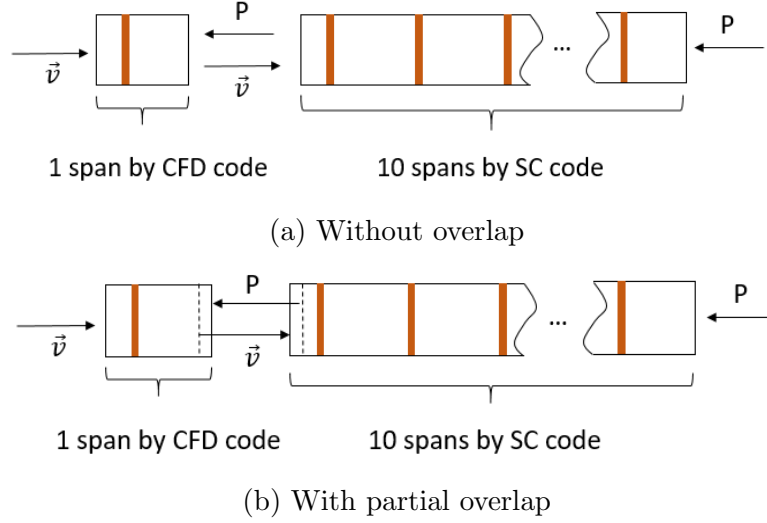 P
P
v⃗
v⃗
...
1 span by CFD code
10 spans by SC code
(a) Without overlap
P
P
v⃗
v⃗
...
1 span by CFD code
10 spans by SC code
(b) With partial overlap